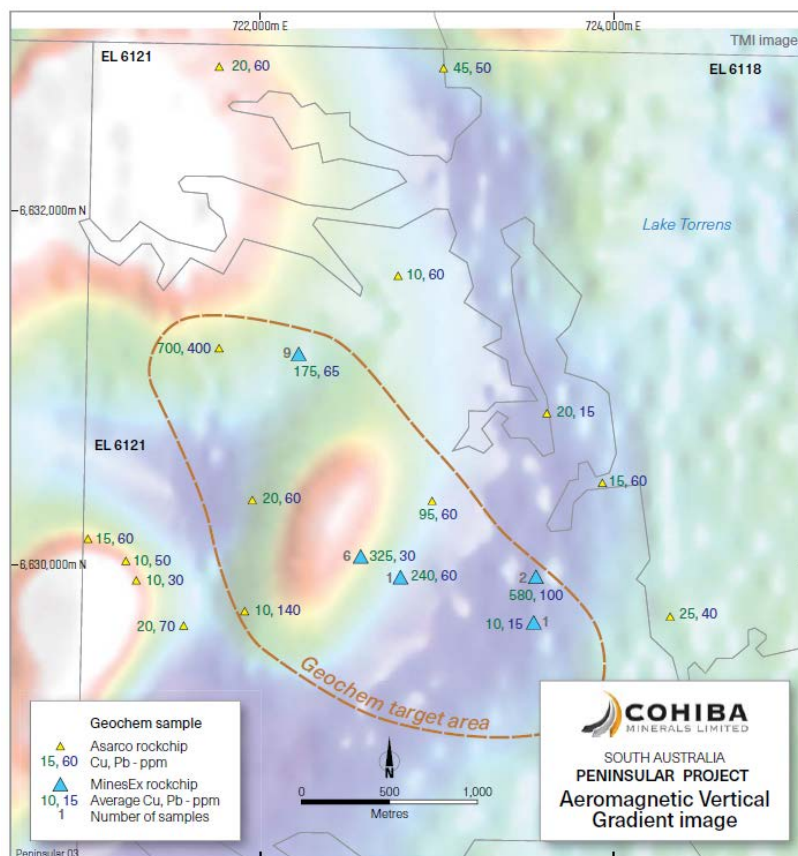 722,000m E
724,000m E
TMI image
EL 6121
20, 60
45, 50
EL 6118
6,632,000m N
Lake Torrens
10, 60
700, 400
9
175, 65
20, 15
EL 6121
15, 60
20, 60
95, 60
15, 60
10, 50
6,630,000m N
6
325, 30
10, 30
1
240, 60
2
580, 100
10, 140
20, 70
10, 15
1
25, 40
Geochem target area
Geochem sample
Asarco rockchip
15, 60 Cu, Pb - ppm
MinesEx rockchip
10, 15 Average Cu, Pb - ppm
1 Number of samples
N
0 500 1,000
Metres
COHIBA
MINERALS LIMITED
SOUTH AUSTRALIA
PENINSULAR PROJECT
Aeromagnetic Vertical
Gradient image
Peninsular 03